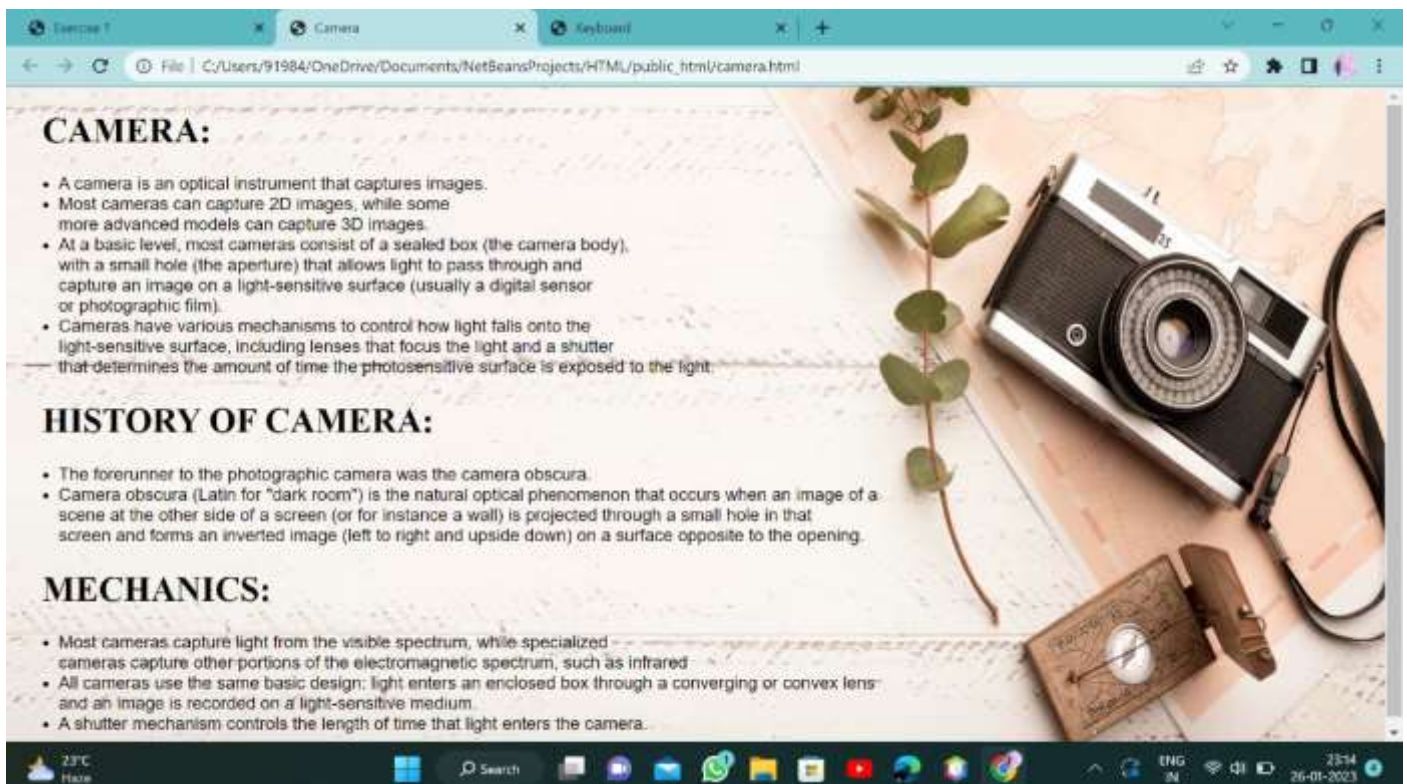 Exercise 1
Camera
Keyboard
File | C:/Users/91984/OneDrive/Documents/NetBeansProjects/HTML/public_html/camera.html
CAMERA:
• A camera is an optical instrument that captures images.
• Most cameras can capture 2D images, while some
more advanced models can capture 3D images.
• At a basic level, most cameras consist of a sealed box (the camera body),
with a small hole (the aperture) that allows light to pass through and
capture an image on a light-sensitive surface (usually a digital sensor
or photographic film).
• Cameras have various mechanisms to control how light falls onto the
light-sensitive surface, including lenses that focus the light and a shutter
that determines the amount of time the photosensitive surface is exposed to the light.
HISTORY OF CAMERA:
• The forerunner to the photographic camera was the camera obscura.
• Camera obscura (Latin for "dark room") is the natural optical phenomenon that occurs when an image of a
scene at the other side of a screen (or for instance a wall) is projected through a small hole in that
screen and forms an inverted image (left to right and upside down) on a surface opposite to the opening.
MECHANICS:
• Most cameras capture light from the visible spectrum, while specialized
cameras capture other portions of the electromagnetic spectrum, such as infrared
• All cameras use the same basic design: light enters an enclosed box through a converging or convex lens
and an image is recorded on a light-sensitive medium.
• A shutter mechanism controls the length of time that light enters the camera.
23°C
Haze
Search
ENG
IN
23:14
26-01-2023